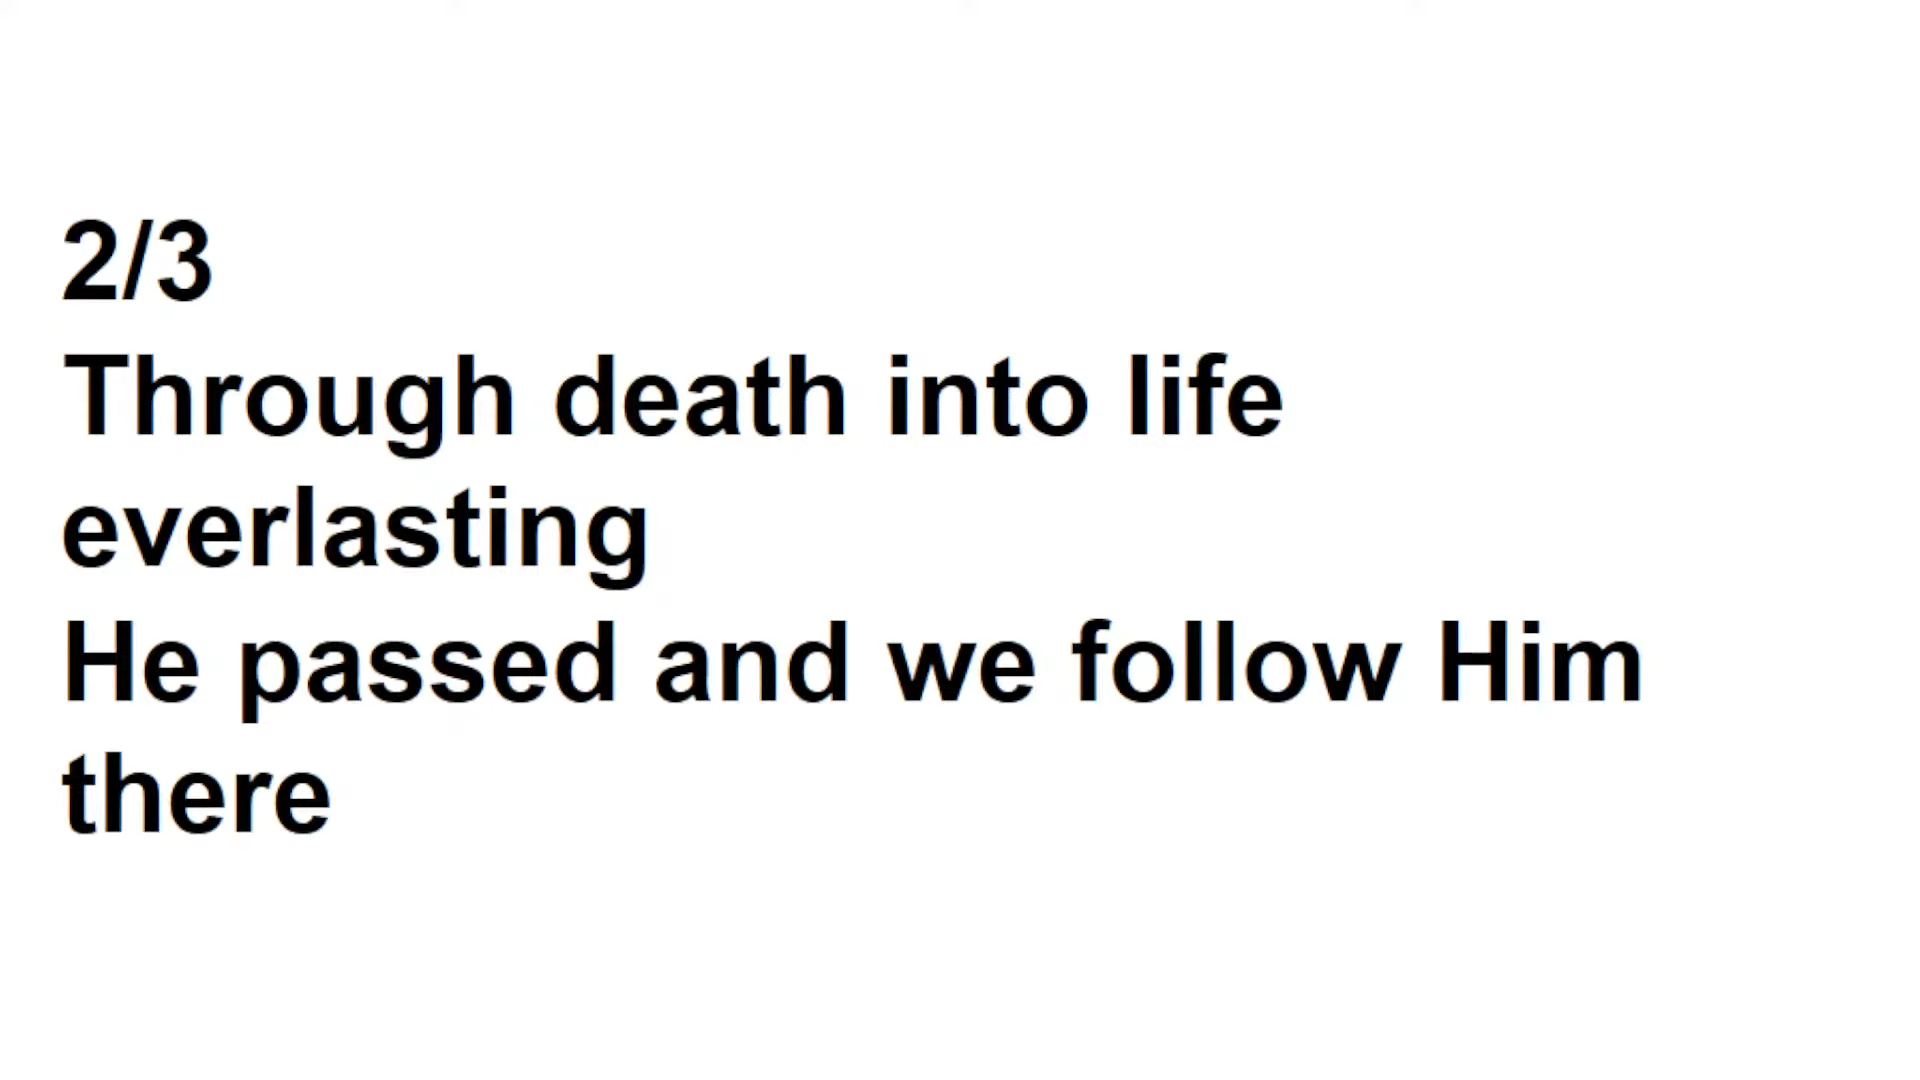 2/3
Through death into life
everlasting
He passed and we follow Him
there